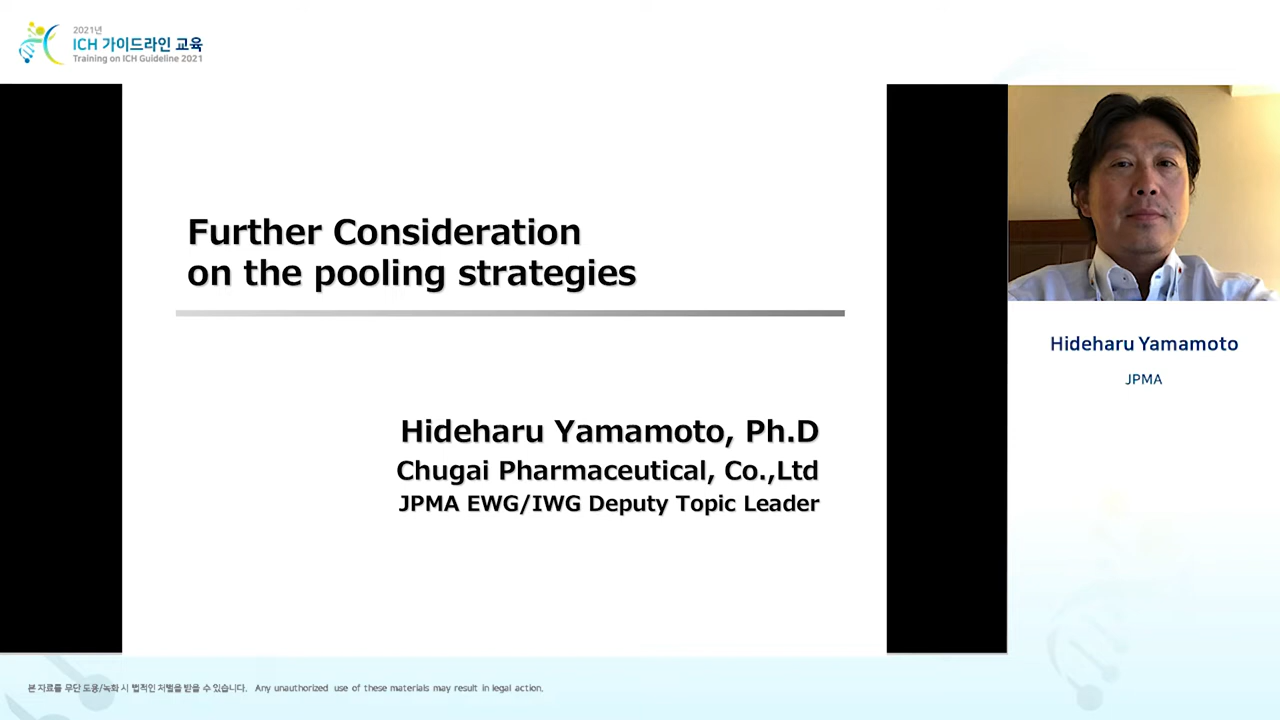 2021년
ICH 가이드라인 교육
Training on ICH Guideline 2021
Further Consideration
on the pooling strategies
Hideharu Yamamoto, Ph.D
Chugai Pharmaceutical, Co.,Ltd
JPMA EWG/IWG Deputy Topic Leader
Hideharu Yamamoto
JPMA
본 자료를 무단 도용/녹화 시 법적인 처벌을 받을 수 있습니다. Any unauthorized use of these materials may result in legal action.